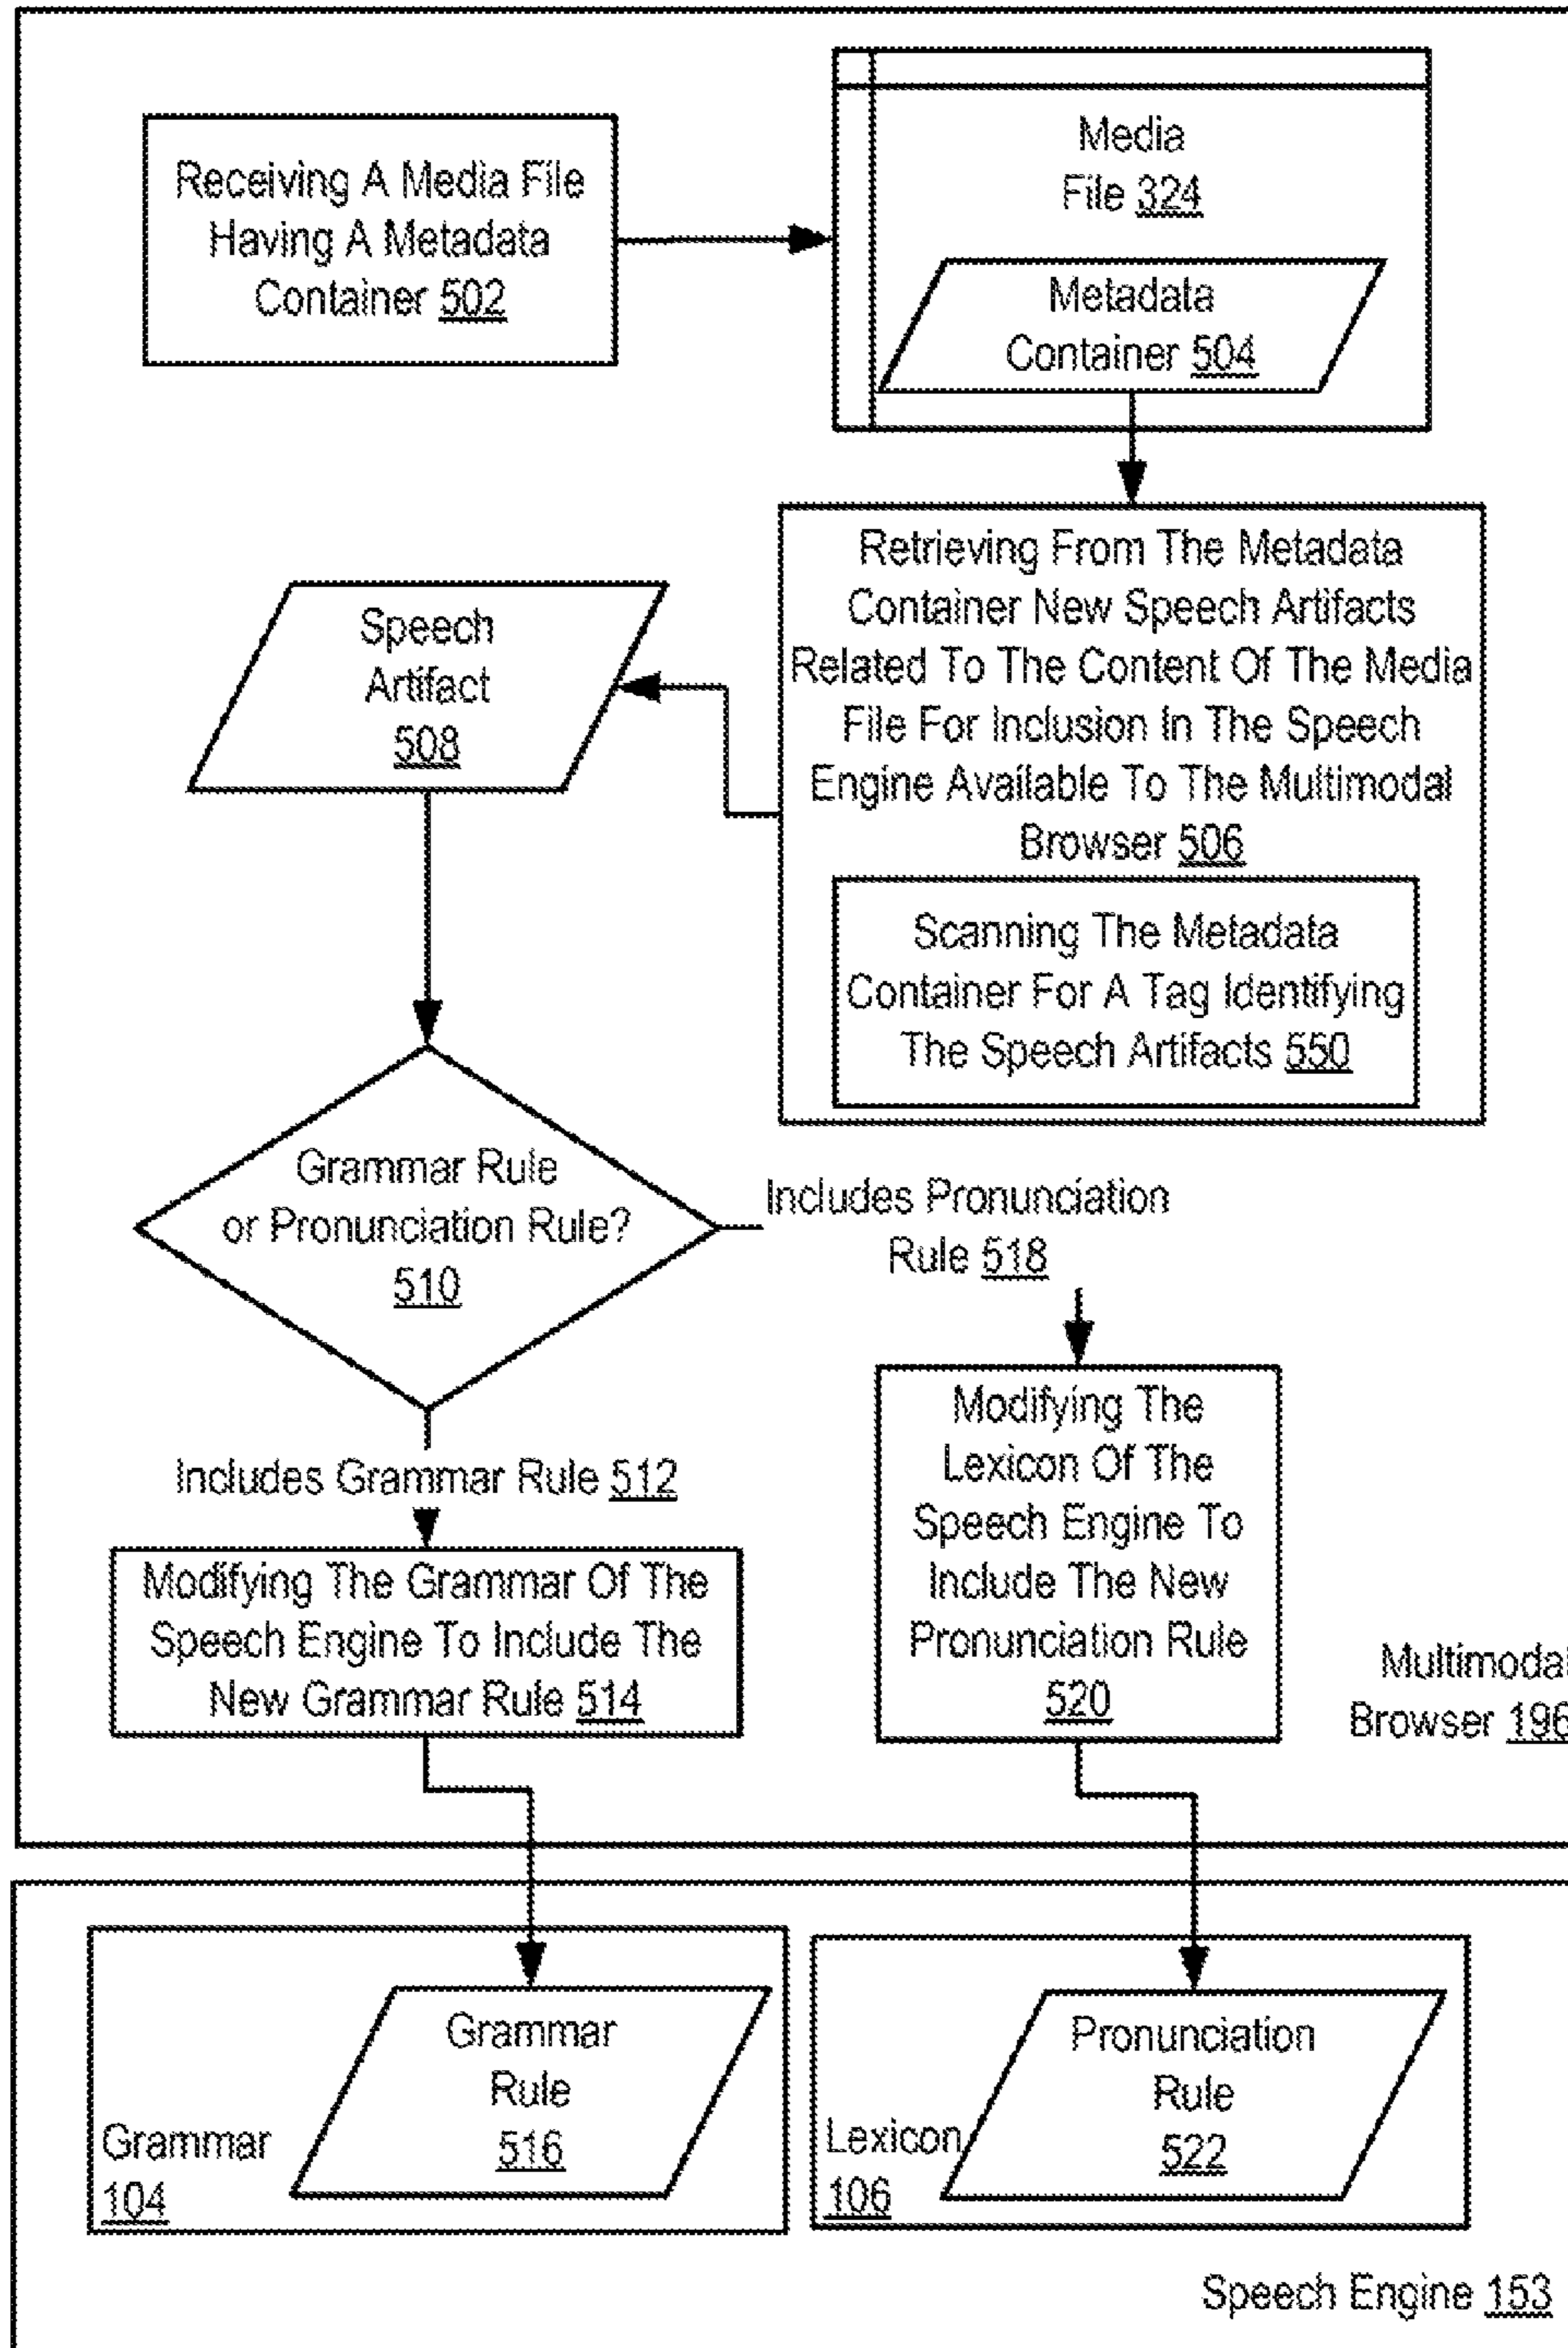 Receiving A Media File
Having A Metadata
Container 502
Media
File 324
Metadata
Container 504
Retrieving From The Metadata
Container New Speech Artifacts
Related To The Content Of The Media
File For Inclusion In The Speech
Engine Available To The Multimodal
Browser 506
Scanning The Metadata
Container For A Tag Identifying
The Speech Artifacts 550
Speech
Artifact
508
Grammar Rule
or Pronunciation Rule?
510
Includes Pronunciation
Rule 518
Includes Grammar Rule 512
Modifying The Grammar Of The
Speech Engine To Include The
New Grammar Rule 514
Modifying The
Lexicon Of The
Speech Engine To
Include The New
Pronunciation Rule
520
Multimodal
Browser 196
Grammar
Rule
516
Grammar
104
Pronunciation
Rule
522
Lexicon
106
Speech Engine 153